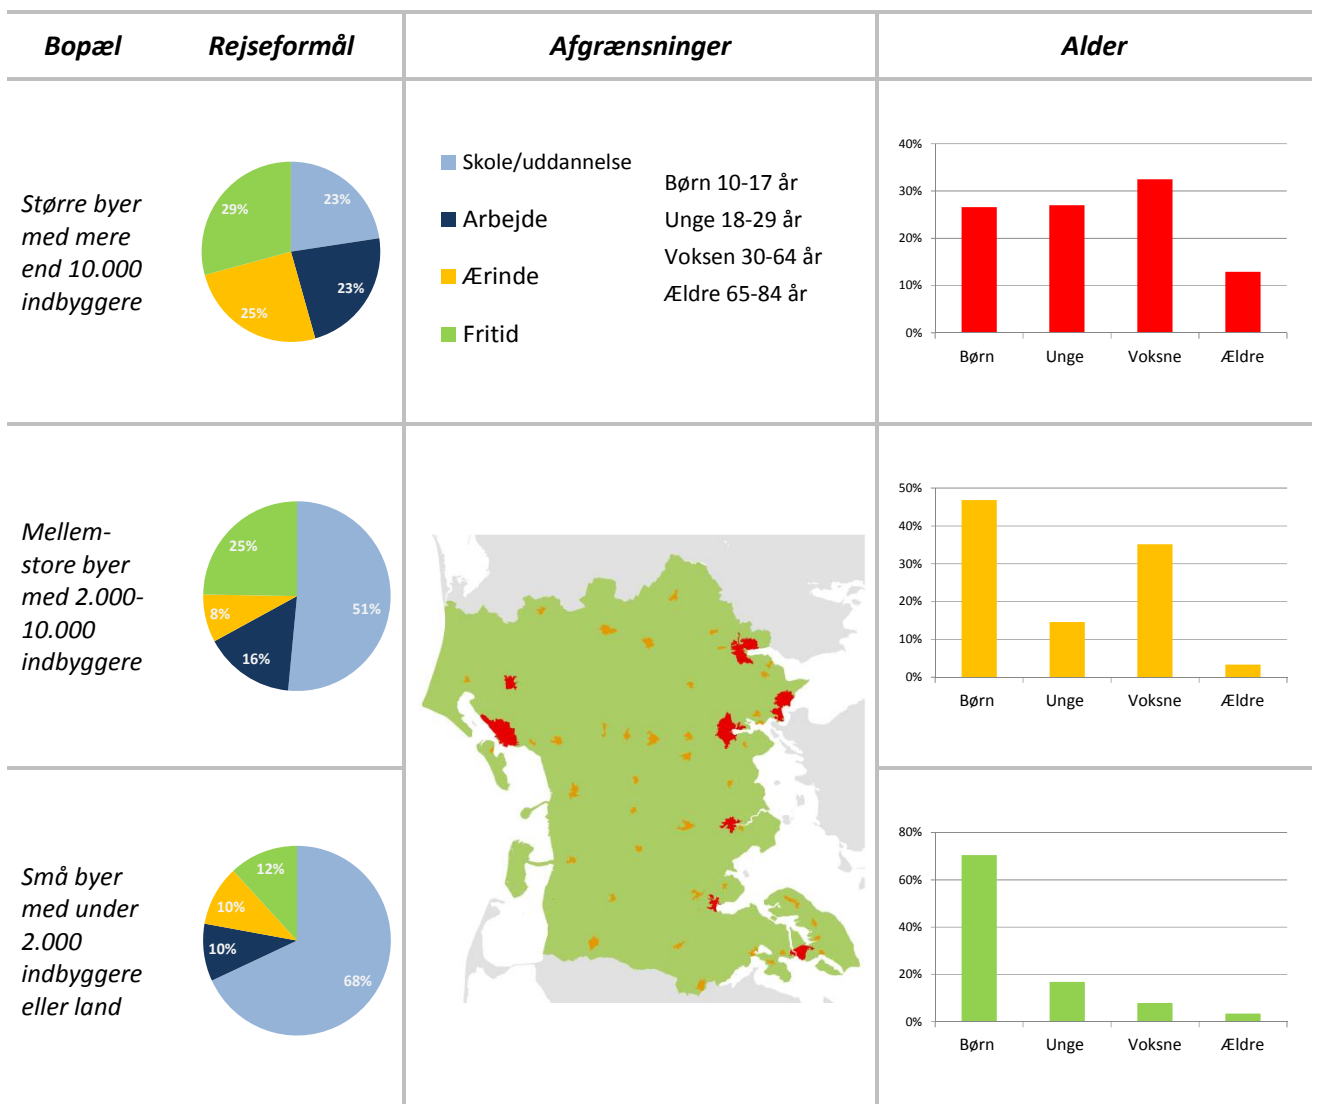 Bopæl Rejseformål Afgrænsninger Alder
Større byer
med mere
end 10.000
indbyggere
29%
23%
25%
23%
Skole/uddannelse
Arbejde
Ærinde
Fritid
Børn 10-17 år
Unge 18-29 år
Voksen 30-64 år
Ældre 65-84 år
40%
30%
20%
10%
0%
Børn Unge Voksne Ældre
Mellem-
store byer
med 2.000-
10.000
indbyggere
25%
51%
8%
16%
50%
40%
30%
20%
10%
0%
Børn Unge Voksne Ældre
Små byer
med under
2.000
indbyggere
eller land
12%
10%
10%
68%
80%
60%
40%
20%
0%
Børn Unge Voksne Ældre